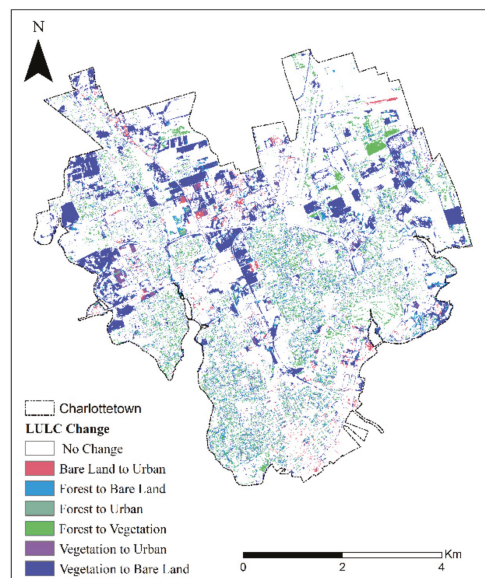 N
Charlottetown
LULC Change
No Change
Bare Land to Urban
Forest to Bare Land
Forest to Urban
Forest to Vegetation
Vegetation to Urban
Vegetation to Bare Land
0 2 4
Km